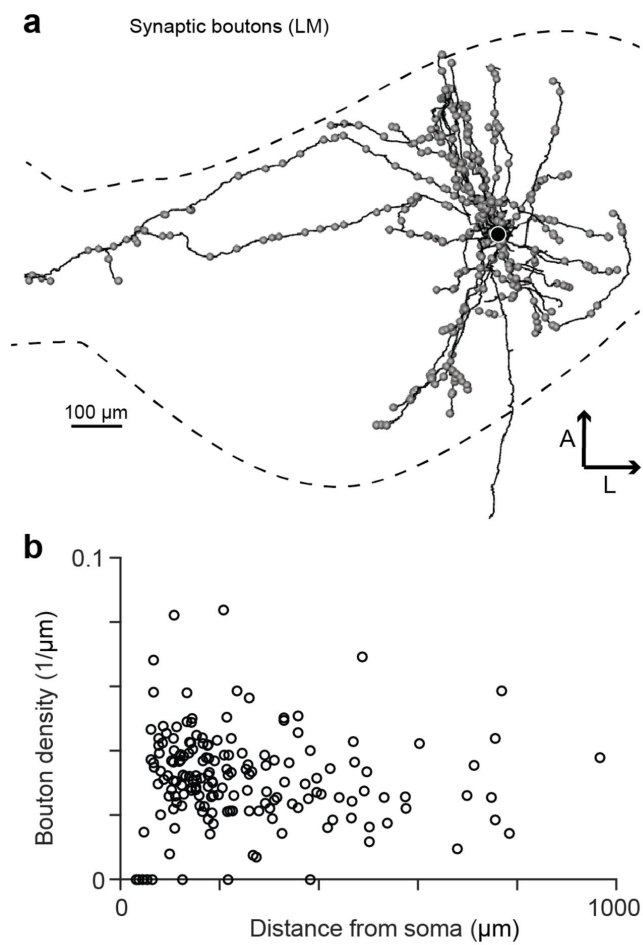 a
Synaptic boutons (LM)
100 µm
A
L
b
0.1
Bouton density (1/µm)
0
0
1000
Distance from soma (µm)